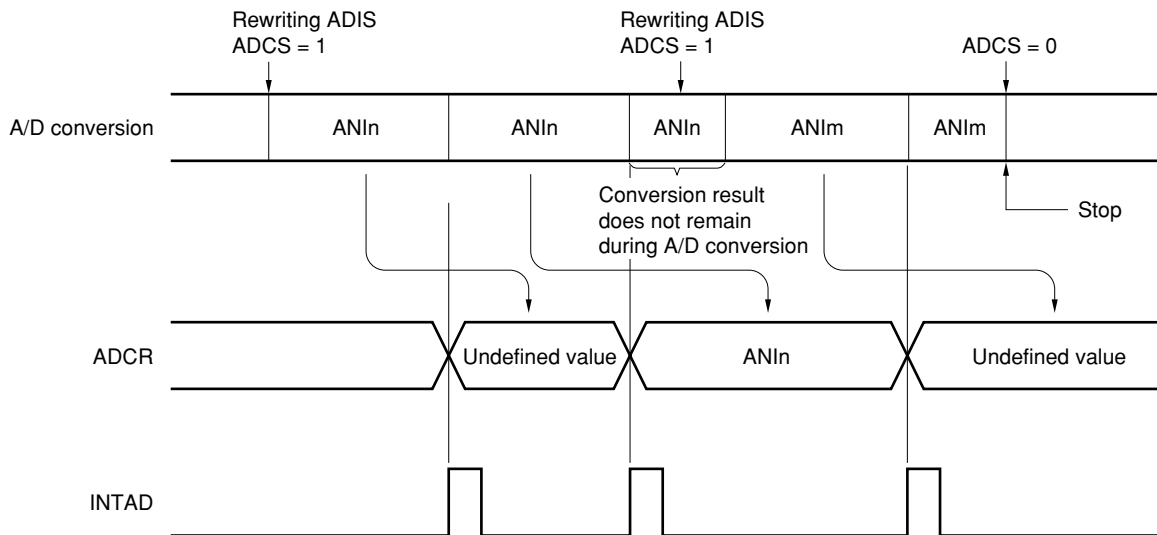 Rewriting ADIS
ADCS = 1
Rewriting ADIS
ADCS = 1
ADCS = 0
A/D conversion
ANIn
ANIn
ANIn
ANIm
ANIm
Conversion result
does not remain
during A/D conversion
Stop
ADCR
Undefined value
ANIn
Undefined value
INTAD